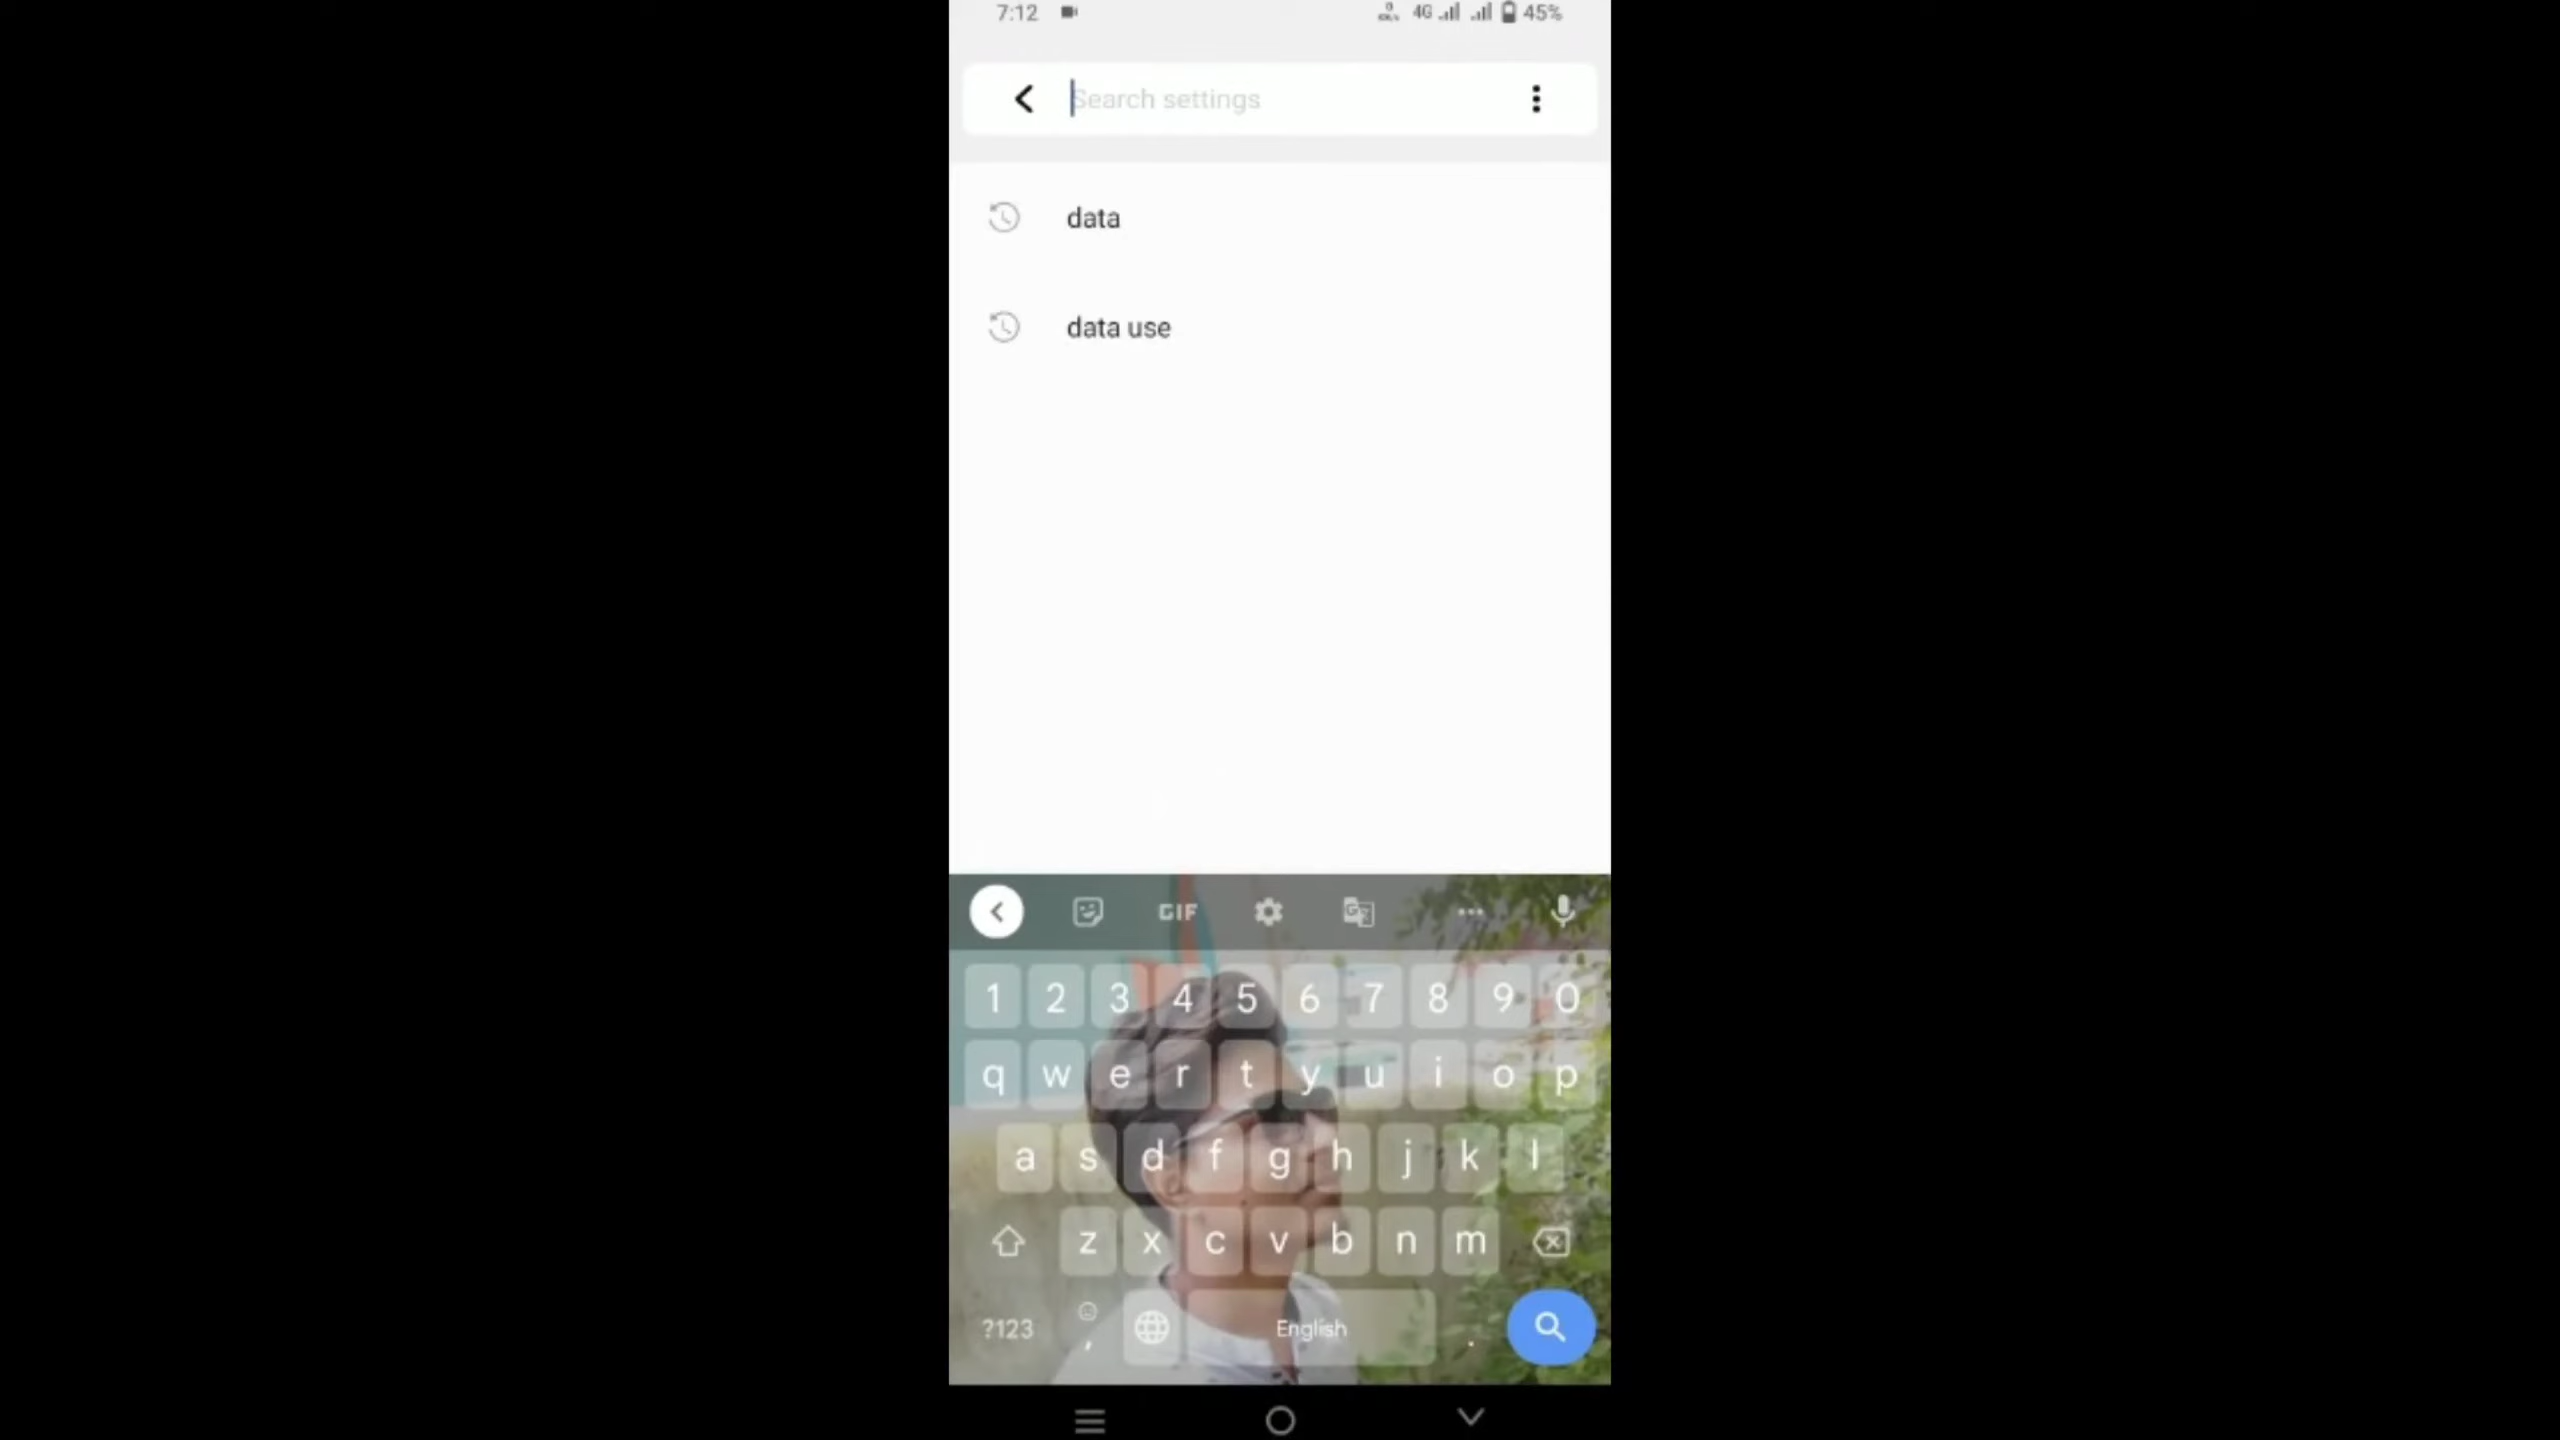 7:12
4G 45%
Search settings
data
data use
GIF
1 2 3 4 5 6 7 8 9 0
q w e r t y u i o p
a s d f g h j k l
z x c v b n m
?123 , English .